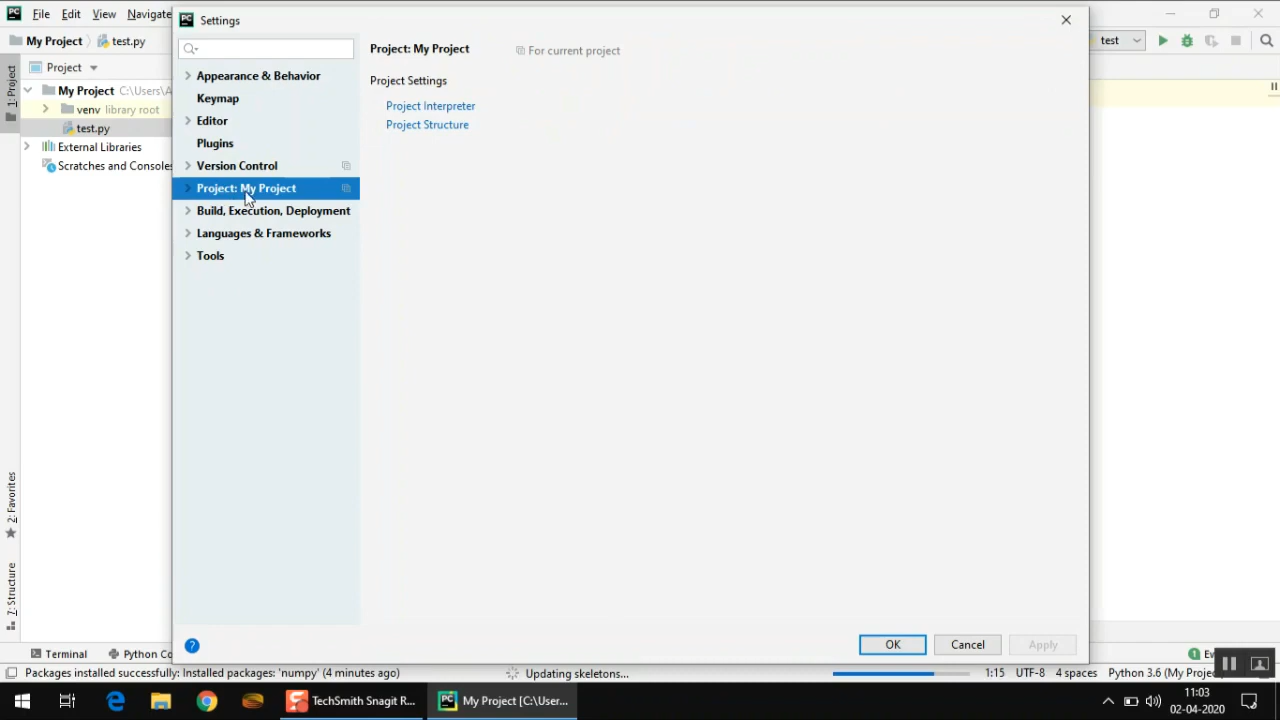 File Edit View Navigate
Settings
My Project test.py
test
Project: My Project
For current project
1: Project
Project
Appearance & Behavior
Project Settings
My Project C:\Users\A
Keymap
Project Interpreter
venv library root
Editor
Project Structure
test.py
Plugins
External Libraries
Version Control
Scratches and Consoles
Project: My Project
Build, Execution, Deployment
Languages & Frameworks
Tools
2: Favorites
7: Structure
?
OK Cancel Apply
Terminal Python Co
1 Ev
Packages installed successfully: Installed packages: 'numpy' (4 minutes ago) Updating skeletons... 1:15 UTF-8 4 spaces Python 3.6 (My Proje
TechSmith Snagit R... My Project [C:\User...
11:03
02-04-2020